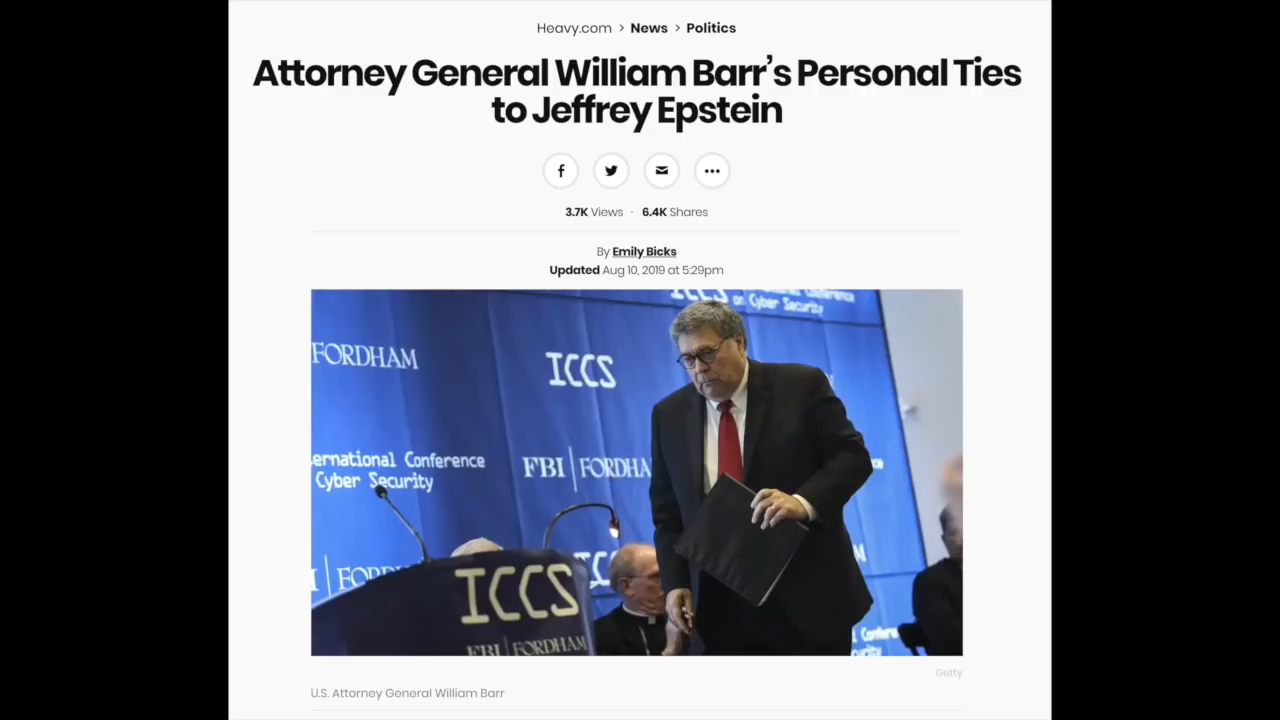 Heavy.com > News > Politics
Attorney General William Barr's Personal Ties
to Jeffrey Epstein
3.7K Views · 6.4K Shares
By Emily Bicks
Updated Aug 10, 2019 at 5:29pm
ICCS
on Cyber Security
FORDHAM
ICCS
ernational Conference
Cyber Security
FBI | FORDHA
FORD
ICCS
FBI | FORDHAM
Getty
U.S. Attorney General William Barr